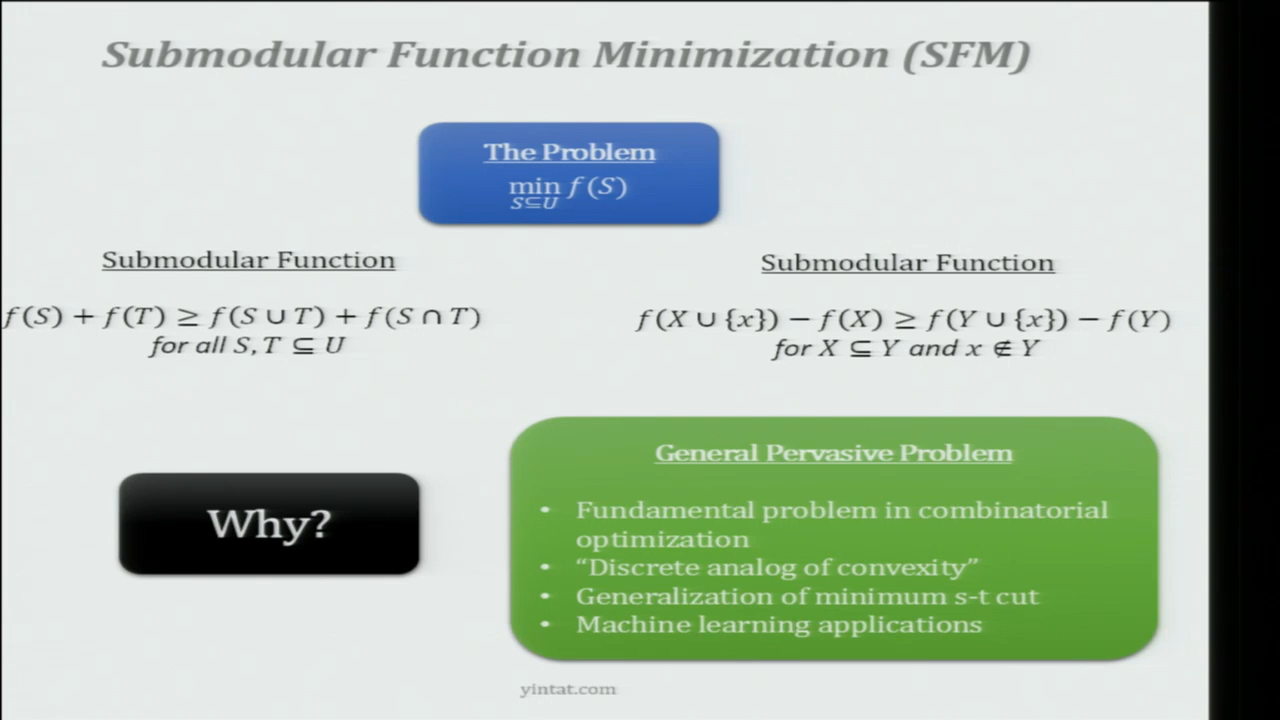 Submodular Function Minimization (SFM)
The Problem
min f(S)
S⊆U
Submodular Function
f(S) + f(T) ≥ f(S ∪ T) + f(S ∩ T)
for all S, T ⊆ U
Submodular Function
f(X ∪ {x}) − f(X) ≥ f(Y ∪ {x}) − f(Y)
for X ⊆ Y and x ∉ Y
Why?
General Pervasive Problem
• Fundamental problem in combinatorial
optimization
• “Discrete analog of convexity”
• Generalization of minimum s-t cut
• Machine learning applications
yintat.com